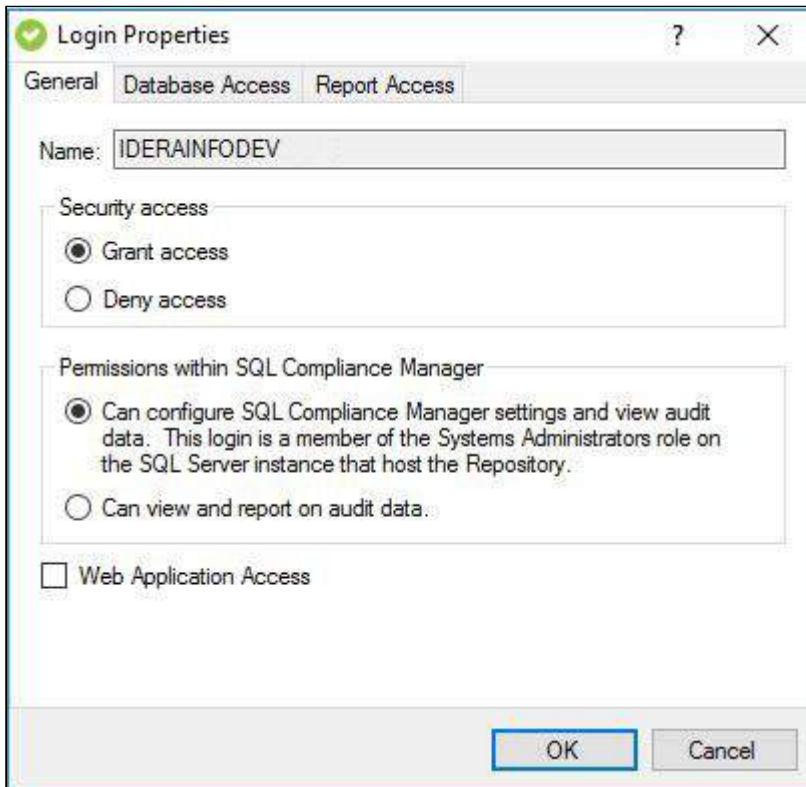 Login Properties
?
General
Database Access
Report Access
Name: IDERAINFODEV
Security access
Grant access
Deny access
Permissions within SQL Compliance Manager
Can configure SQL Compliance Manager settings and view audit
data. This login is a member of the Systems Administrators role on
the SQL Server instance that host the Repository.
Can view and report on audit data.
Web Application Access
OK
Cancel